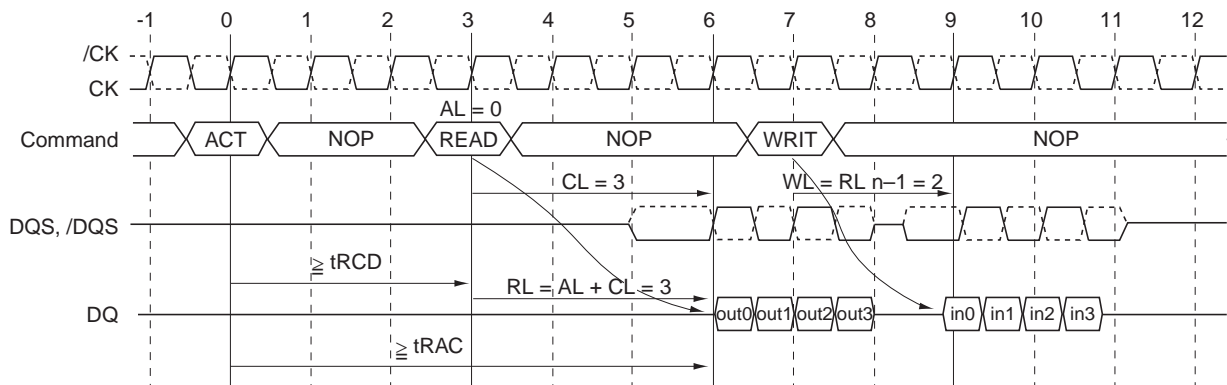 -1 0 1 2 3 4 5 6 7 8 9 10 11 12
/CK
CK
AL = 0
Command ACT NOP READ NOP WRIT NOP
CL = 3 WL = RL n–1 = 2
DQS, /DQS
≧ tRCD
RL = AL + CL = 3
DQ out0 out1 out2 out3 in0 in1 in2 in3
≧ tRAC